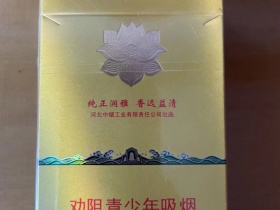 纯正润雅 香远益清
河北中烟工业有限责任公司出品
劝阻青少年吸烟